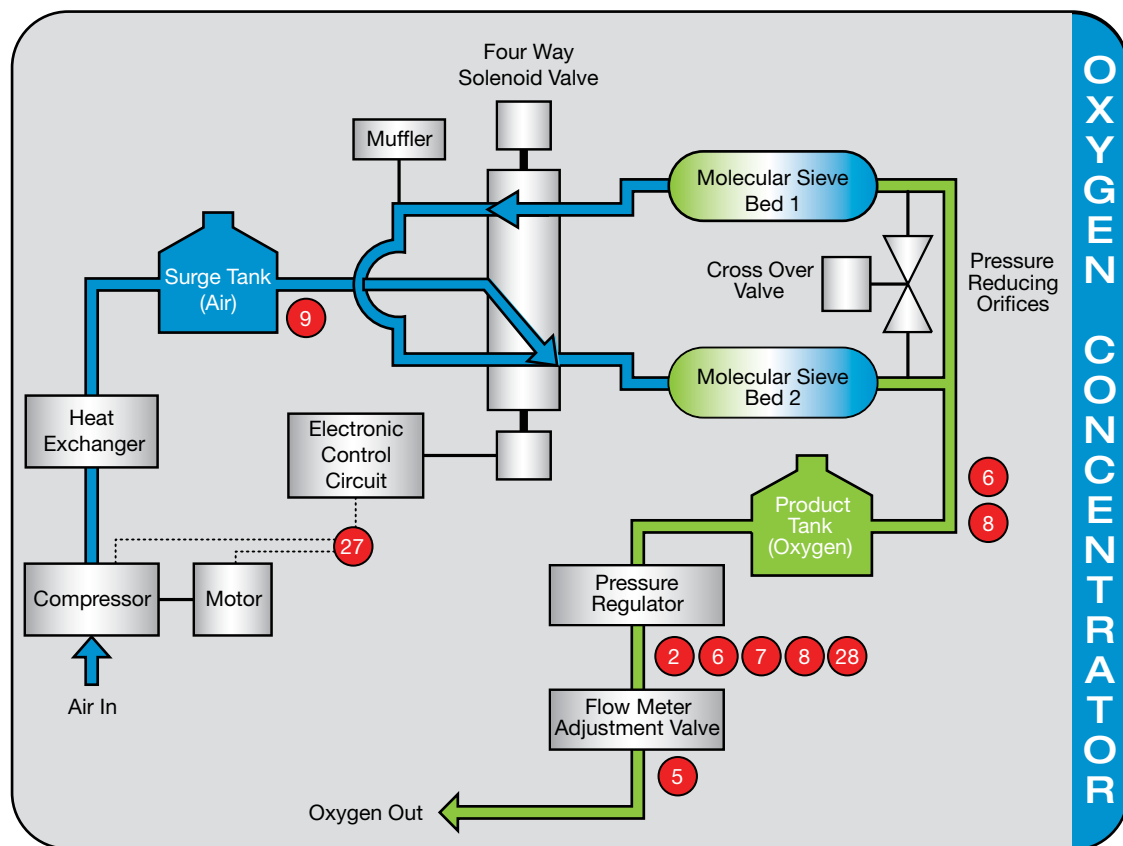 Four Way
Solenoid Valve
Muffler
Molecular Sieve
Bed 1
Surge Tank
(Air)
Cross Over
Valve
Pressure
Reducing
Orifices
9
Molecular Sieve
Bed 2
Heat
Exchanger
Electronic
Control
Circuit
6
8
Product
Tank
(Oxygen)
27
Compressor
Motor
Pressure
Regulator
2 6 7 8 28
Air In
Flow Meter
Adjustment Valve
5
Oxygen Out
OXYGEN CONCENTRATOR